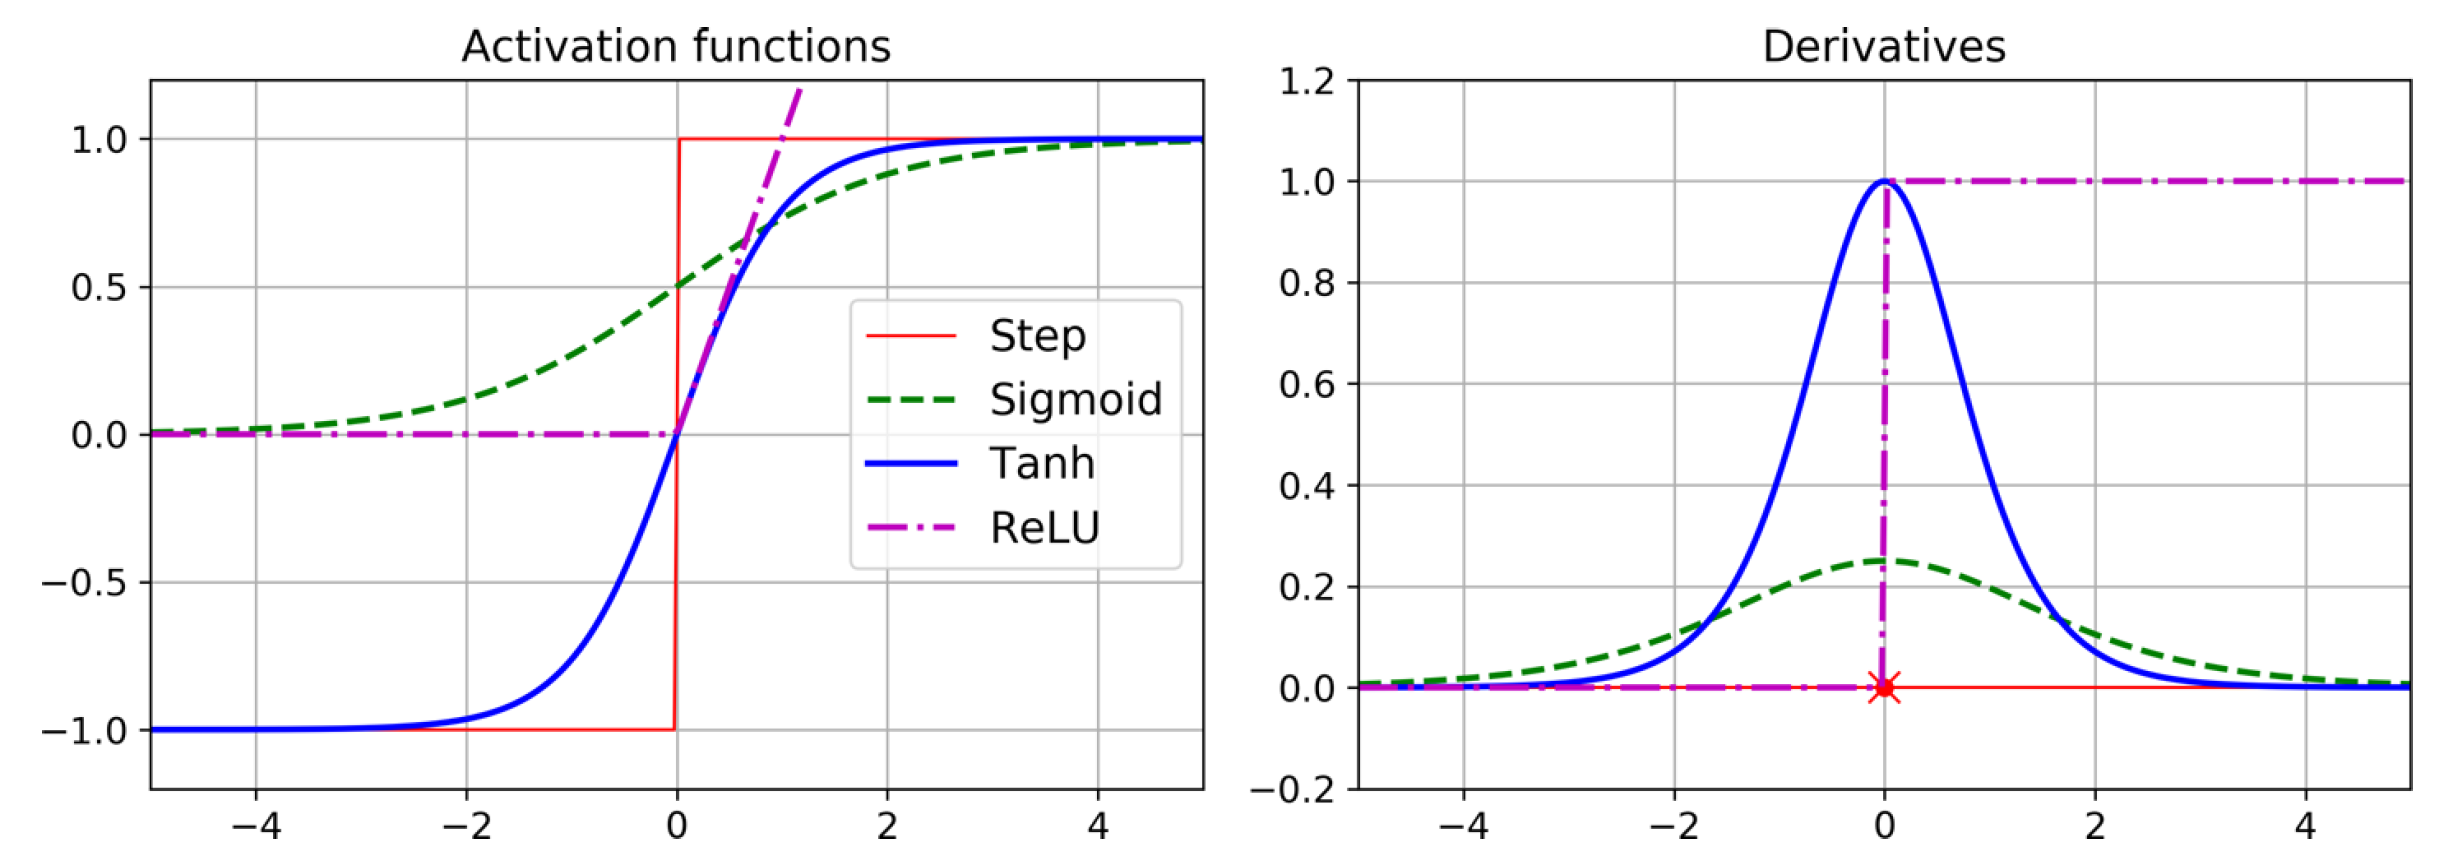 Activation functions
1.0
0.5
0.0
−0.5
−1.0
−4 −2 0 2 4
Step
Sigmoid
Tanh
ReLU
Derivatives
1.2
1.0
0.8
0.6
0.4
0.2
0.0
−0.2
−4 −2 0 2 4